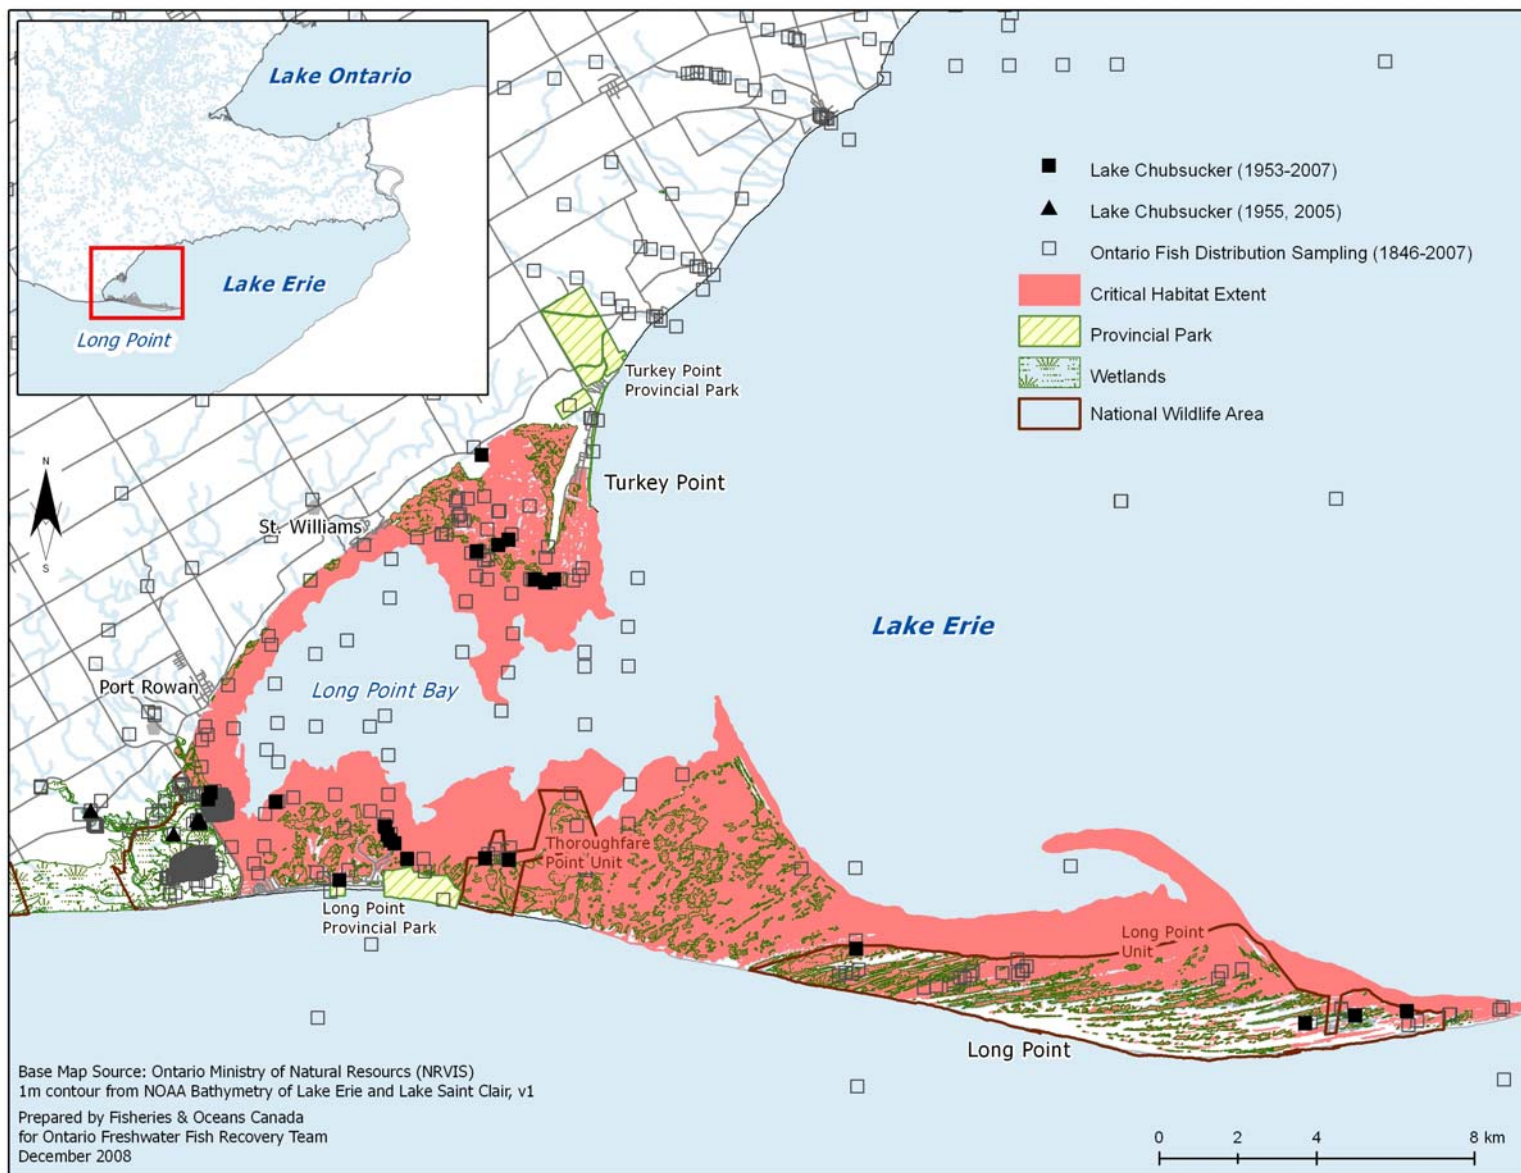 Lake Ontario
Lake Erie
Long Point
Lake Chubsucker (1953-2007)
Lake Chubsucker (1955, 2005)
Ontario Fish Distribution Sampling (1846-2007)
Critical Habitat Extent
Provincial Park
Wetlands
National Wildlife Area
Turkey Point
Provincial Park
Turkey Point
St. Williams
N
S
Lake Erie
Port Rowan
Long Point Bay
Thoroughfare
Point Unit
Long Point
Provincial Park
Long Point
Unit
Long Point
Base Map Source: Ontario Ministry of Natural Resourcs (NRVIS)
1m contour from NOAA Bathymetry of Lake Erie and Lake Saint Clair, v1
Prepared by Fisheries & Oceans Canada
for Ontario Freshwater Fish Recovery Team
December 2008
0 2 4 8 km